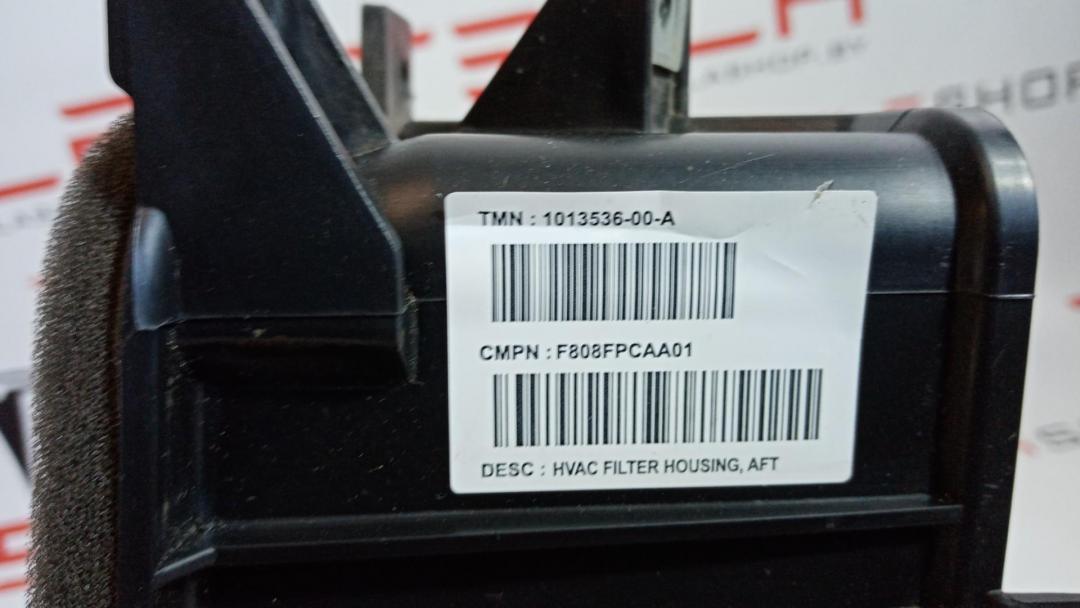 TMN : 1013536-00-A
CMPN : F808FPCAA01
DESC : HVAC FILTER HOUSING, AFT